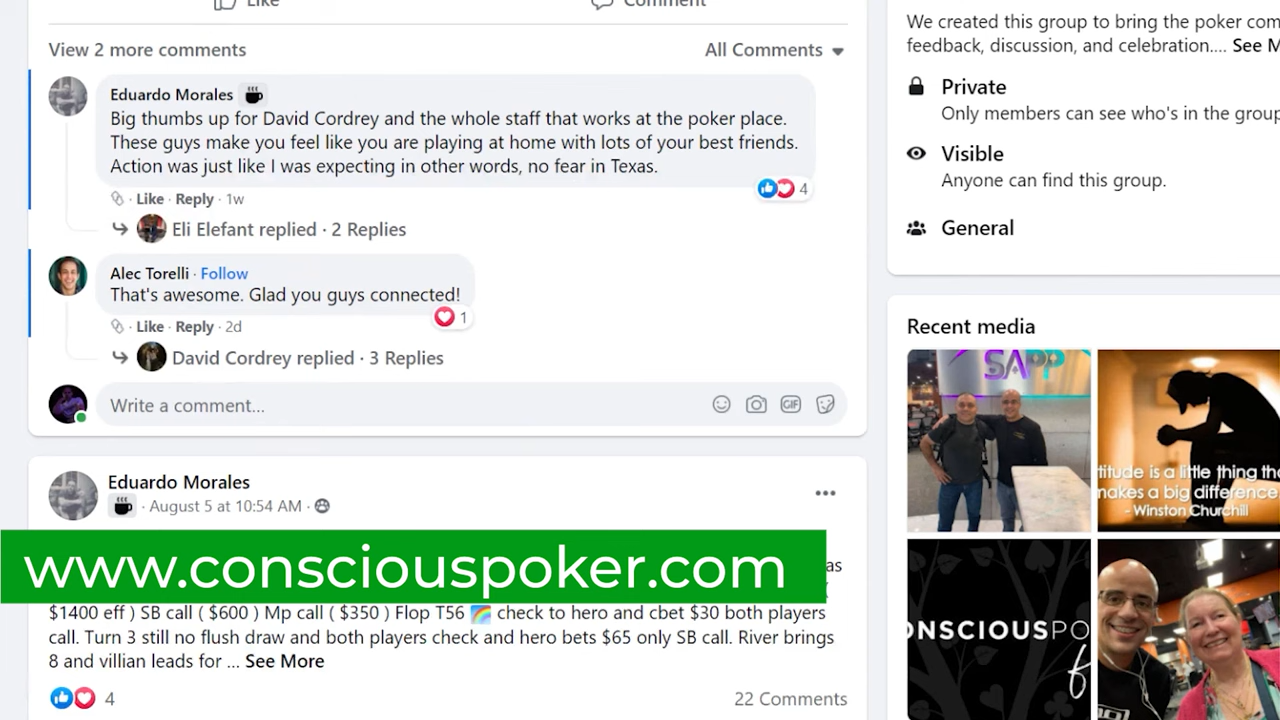 Like
Comment
View 2 more comments
All Comments
Eduardo Morales
Big thumbs up for David Cordrey and the whole staff that works at the poker place.
These guys make you feel like you are playing at home with lots of your best friends.
Action was just like I was expecting in other words, no fear in Texas.
4
· Like · Reply · 1w
Eli Elefant replied · 2 Replies
Alec Torelli · Follow
That's awesome. Glad you guys connected!
1
· Like · Reply · 2d
David Cordrey replied · 3 Replies
Write a comment...
GIF
Eduardo Morales
· August 5 at 10:54 AM ·
www.consciouspoker.com
as
$1400 eff ) SB call ( $600 ) Mp call ( $350 ) Flop T56 🌈 check to hero and cbet $30 both players
call. Turn 3 still no flush draw and both players check and hero bets $65 only SB call. River brings
8 and villian leads for ... See More
4
22 Comments
We created this group to bring the poker com
feedback, discussion, and celebration.... See M
Private
Only members can see who's in the group
Visible
Anyone can find this group.
General
Recent media
SAPP
titude is a little thing tha
makes a big difference
- Winston Churchill
ONSCIOUSPO